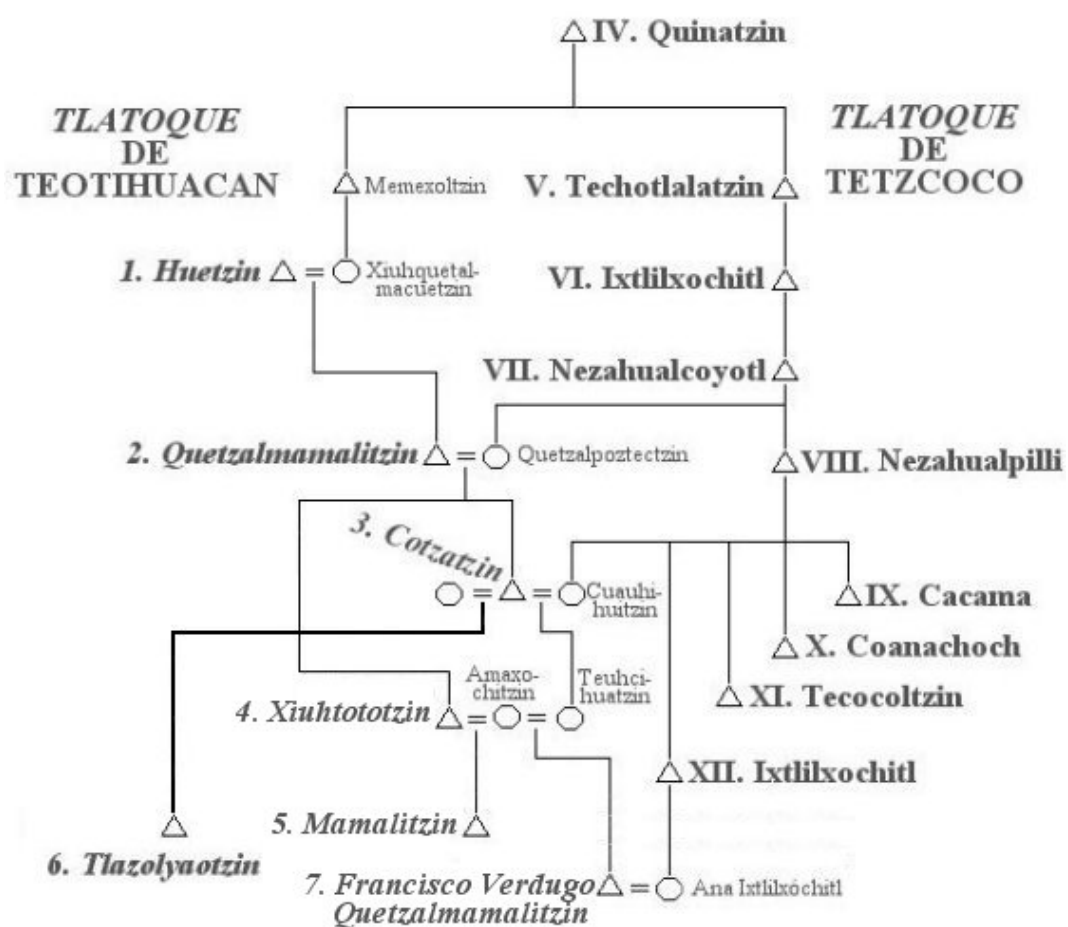 IV. Quinatzin
TLATOQUE
DE
TEOTIHUACAN
TLATOQUE
DE
TETZCOCO
Memexoltzin
V. Techotlalatzin
1. Huetzin
=
Xiuhquetal-
macuetzin
VI. Ixtlilxochitl
VII. Nezahualcoyotl
2. Quetzalmamalitzin
=
Quetzalpoztectzin
VIII. Nezahualpilli
3. Cotzatzin
=
=
Cuauhi-
huitzin
IX. Cacama
X. Coanachoch
Amaxo-
chitzin
Teuhci-
huatzin
XI. Tecocoltzin
4. Xiuhtototzin
=
=
XII. Ixtlilxochitl
5. Mamalitzin
6. Tlazolyaotzin
7. Francisco Verdugo
Quetzalmamalitzin
=
Ana Ixtlilxóchitl